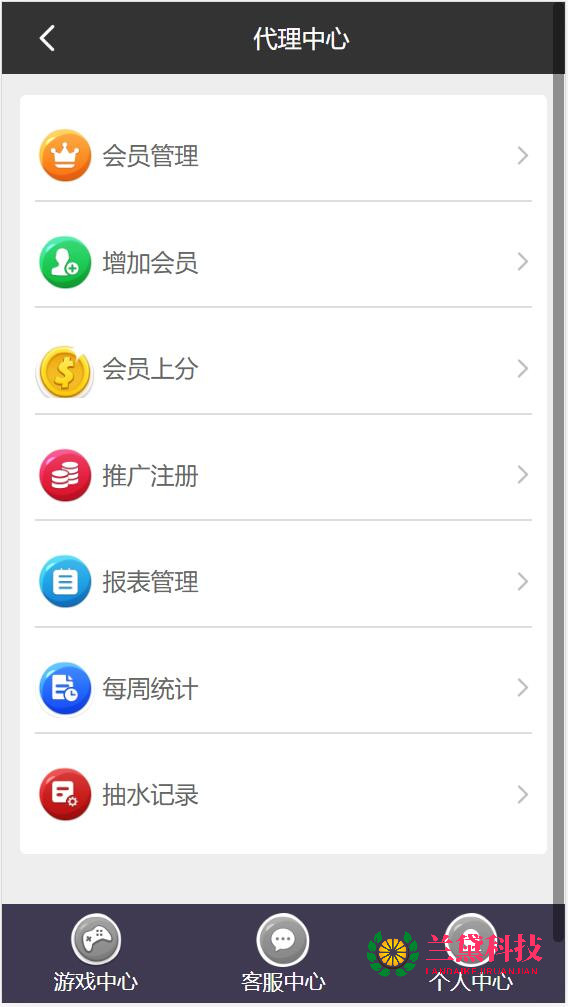 代理中心
会员管理
增加会员
会员上分
推广注册
报表管理
每周统计
抽水记录
兰黛科技
游戏中心
客服中心
个人中心